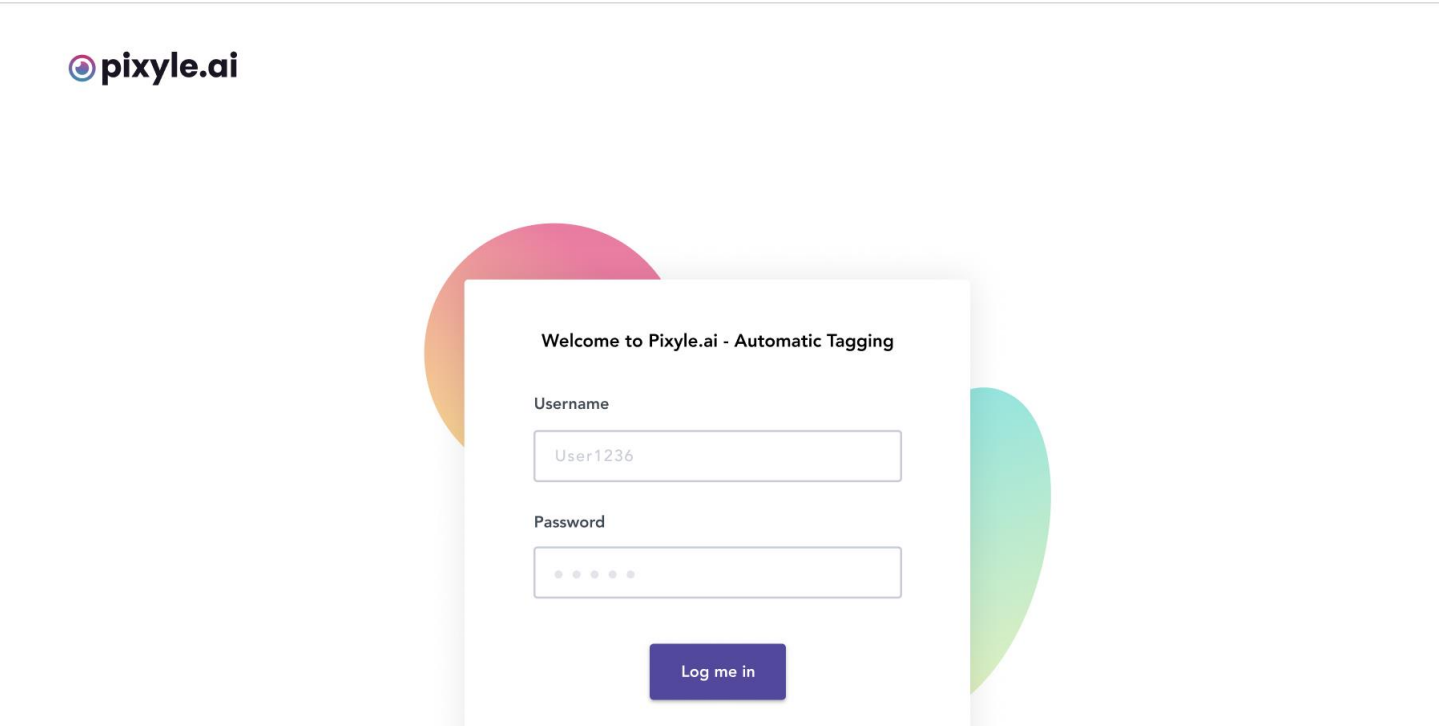 pixyle.ai
Welcome to Pixyle.ai - Automatic Tagging
Username
User1236
Password
Log me in